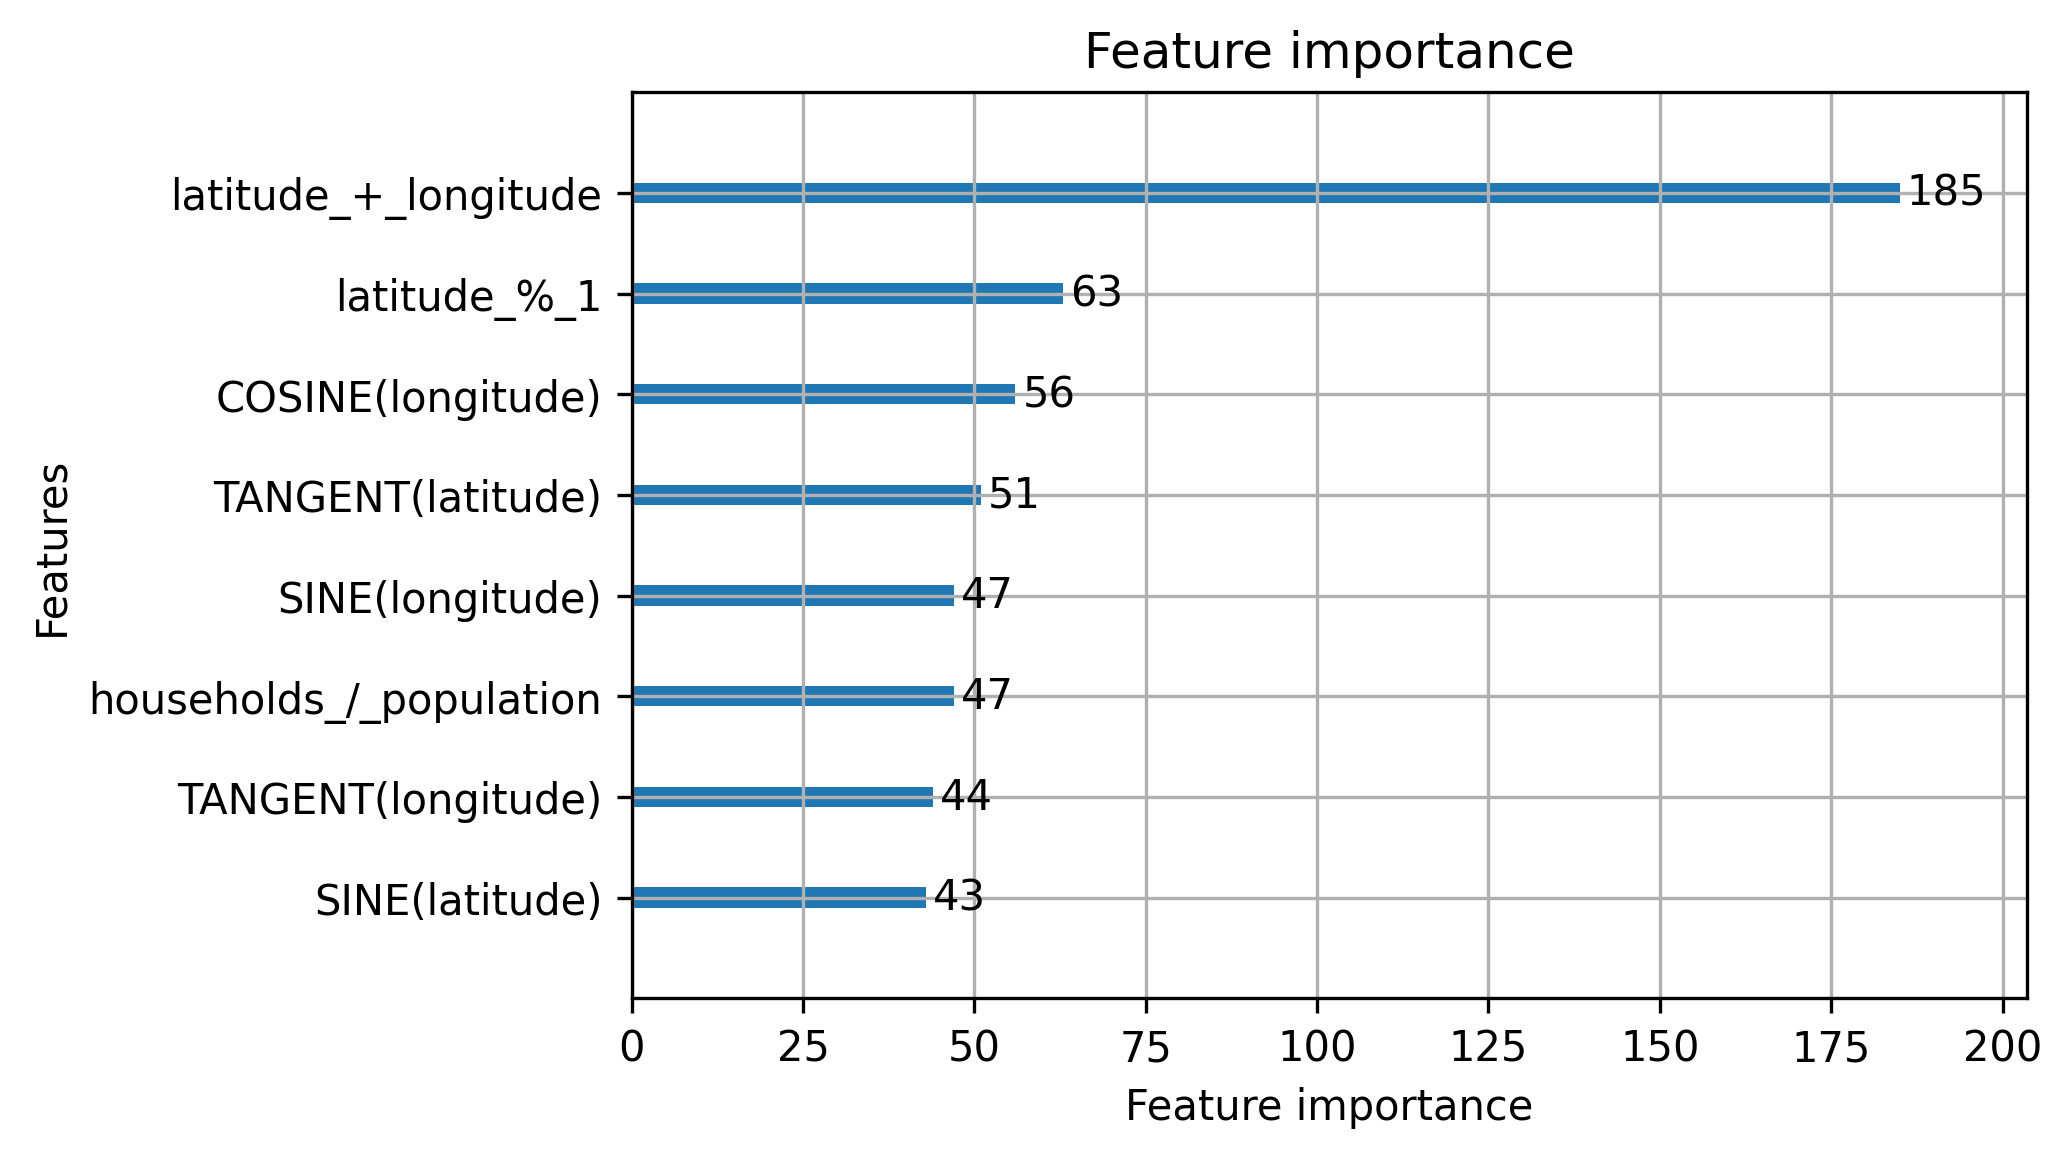 Feature importance
latitude_+_longitude 185
latitude_%_1 63
COSINE(longitude) 56
TANGENT(latitude) 51
SINE(longitude) 47
households_/_population 47
TANGENT(longitude) 44
SINE(latitude) 43
Features
0 25 50 75 100 125 150 175 200
Feature importance